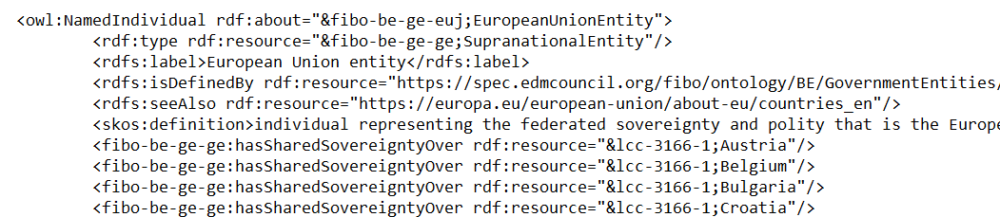 <owl:NamedIndividual rdf:about="&fibo-be-ge-euj;EuropeanUnionEntity">
<rdf:type rdf:resource="&fibo-be-ge-ge;SupranationalEntity"/>
<rdfs:label>European Union entity</rdfs:label>
<rdfs:isDefinedBy rdf:resource="https://spec.edmcouncil.org/fibo/ontology/BE/GovernmentEntities/
<rdfs:seeAlso rdf:resource="https://europa.eu/european-union/about-eu/countries_en"/>
<skos:definition>individual representing the federated sovereignty and polity that is the Europe
<fibo-be-ge-ge:hasSharedSovereigntyOver rdf:resource="&lcc-3166-1;Austria"/>
<fibo-be-ge-ge:hasSharedSovereigntyOver rdf:resource="&lcc-3166-1;Belgium"/>
<fibo-be-ge-ge:hasSharedSovereigntyOver rdf:resource="&lcc-3166-1;Bulgaria"/>
<fibo-be-ge-ge:hasSharedSovereigntyOver rdf:resource="&lcc-3166-1;Croatia"/>